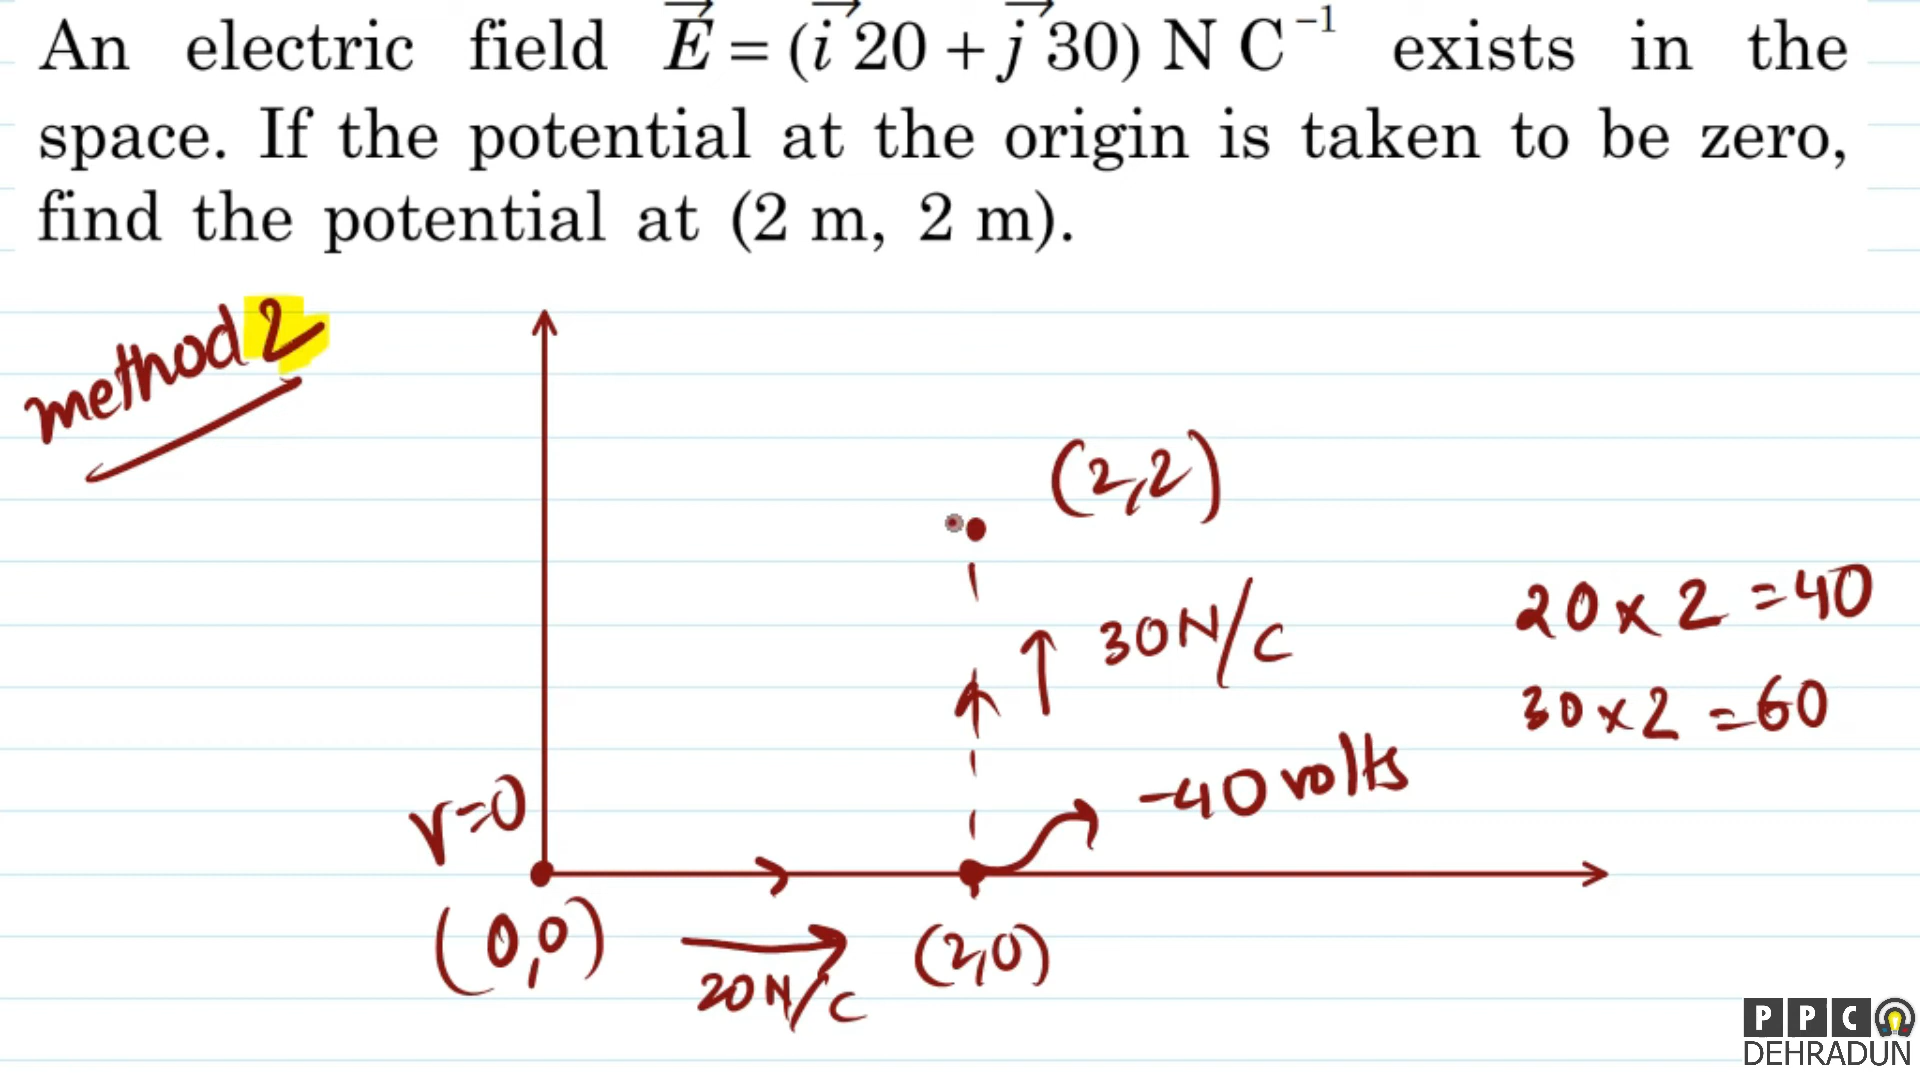 An electric field E⃗ = (i⃗ 20 + j⃗ 30) N C⁻¹ exists in the
space. If the potential at the origin is taken to be zero,
find the potential at (2 m, 2 m).
method 2
(2,2)
20 x 2 = 40
30 N/C
30 x 2 = 60
-40 volts
V=0
(0,0)
(2,0)
20 N/C
PPC
DEHRADUN